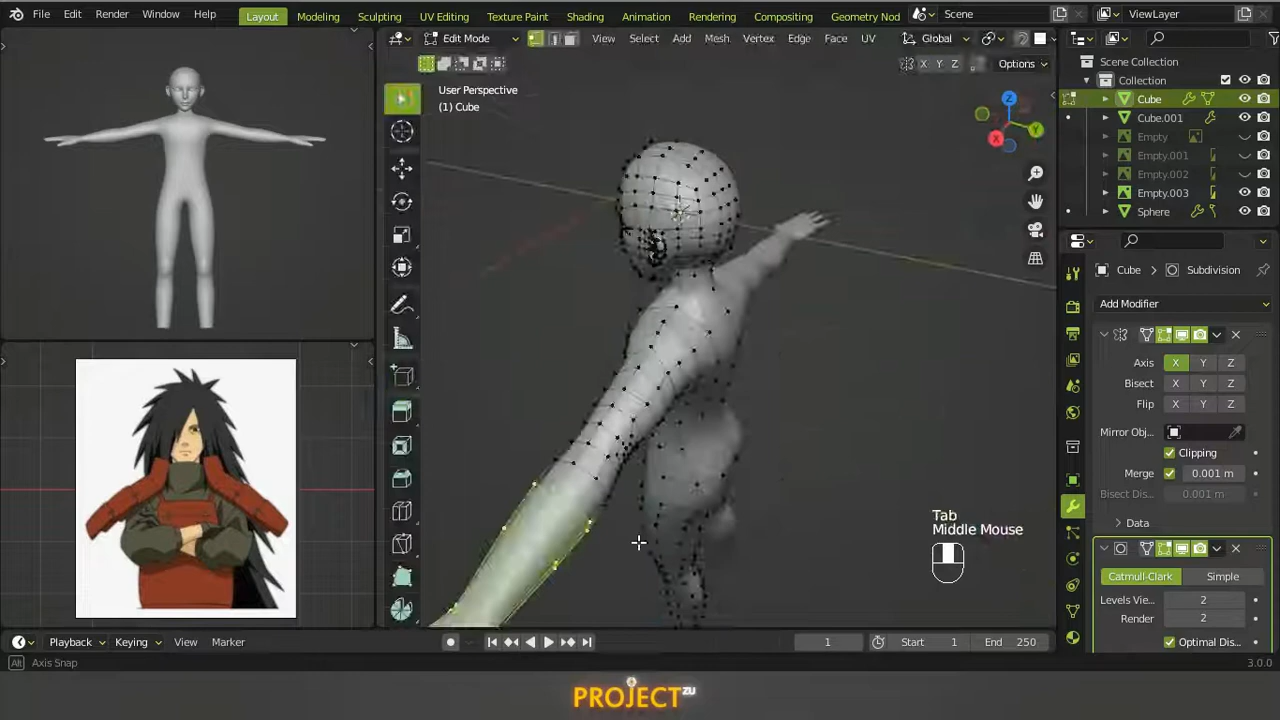 File Edit Render Window Help Layout Modeling Sculpting UV Editing Texture Paint Shading Animation Rendering Compositing Geometry Nod Scene ViewLayer
Edit Mode View Select Add Mesh Vertex Edge Face UV Global
X Y Z Options
User Perspective
(1) Cube
Z
Y
X
Scene Collection
Collection
Cube
Cube.001
Empty
Empty.001
Empty.002
Empty.003
Sphere
Cube Subdivision
Add Modifier
Axis X Y Z
Bisect X Y Z
Flip X Y Z
Mirror Obj...
Clipping
Merge 0.001 m
Bisect Dis... 0.001 m
Data
Catmull-Clark Simple
Levels Vie... 2
Render 2
Optimal Dis...
Tab
Middle Mouse
Playback Keying View Marker 1 Start 1 End 250
Alt Axis Snap 3.0.0
PROJECTZU